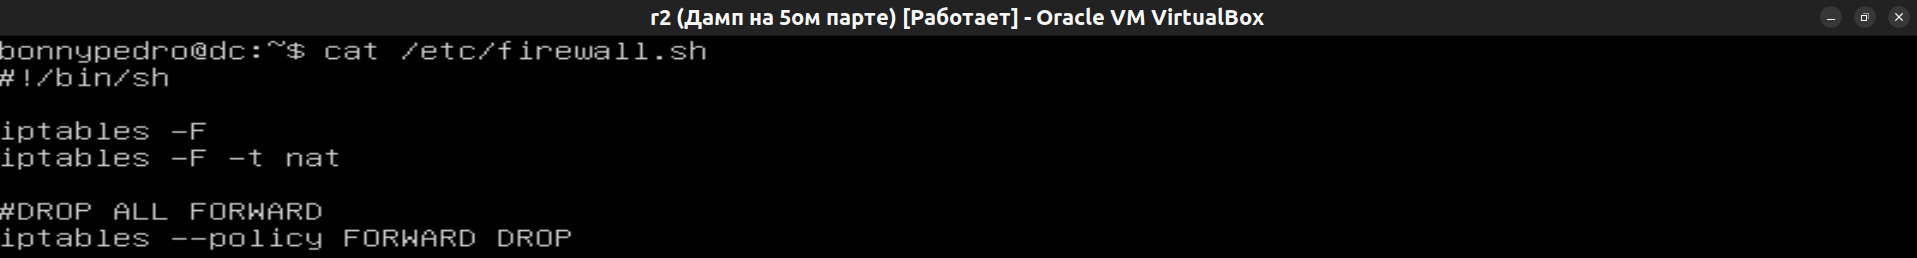 r2 (Дамп на 5ом парте) [Работает] - Oracle VM VirtualBox
bonnypedro@dc:~$ cat /etc/firewall.sh
#!/bin/sh
iptables -F
iptables -F -t nat
#DROP ALL FORWARD
iptables --policy FORWARD DROP